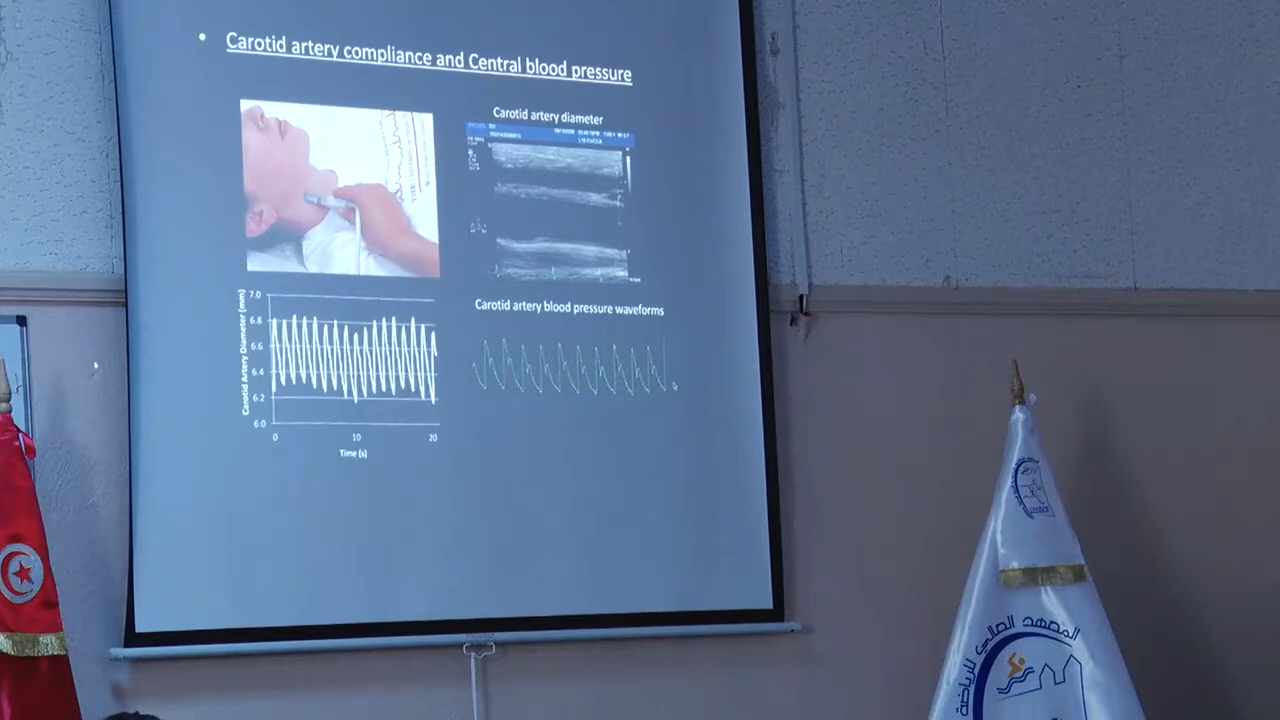 • Carotid artery compliance and Central blood pressure
Carotid artery diameter
Carotid artery blood pressure waveforms
Carotid Artery Diameter (mm)
7.0
6.8
6.6
6.4
6.2
6.0
0 10 20
Time (s)
المعهد العالي للرياضة